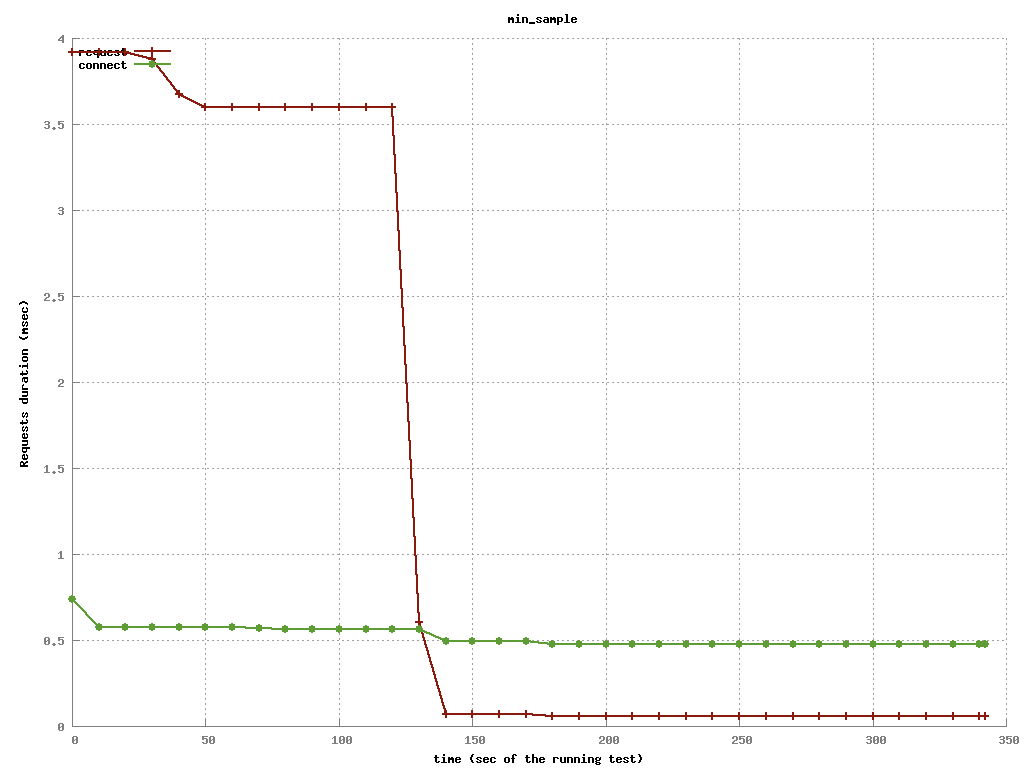 min_sample
request
connect
4
3.5
3
2.5
2
1.5
1
0.5
0
Requests duration (msec)
0 50 100 150 200 250 300 350
time (sec of the running test)